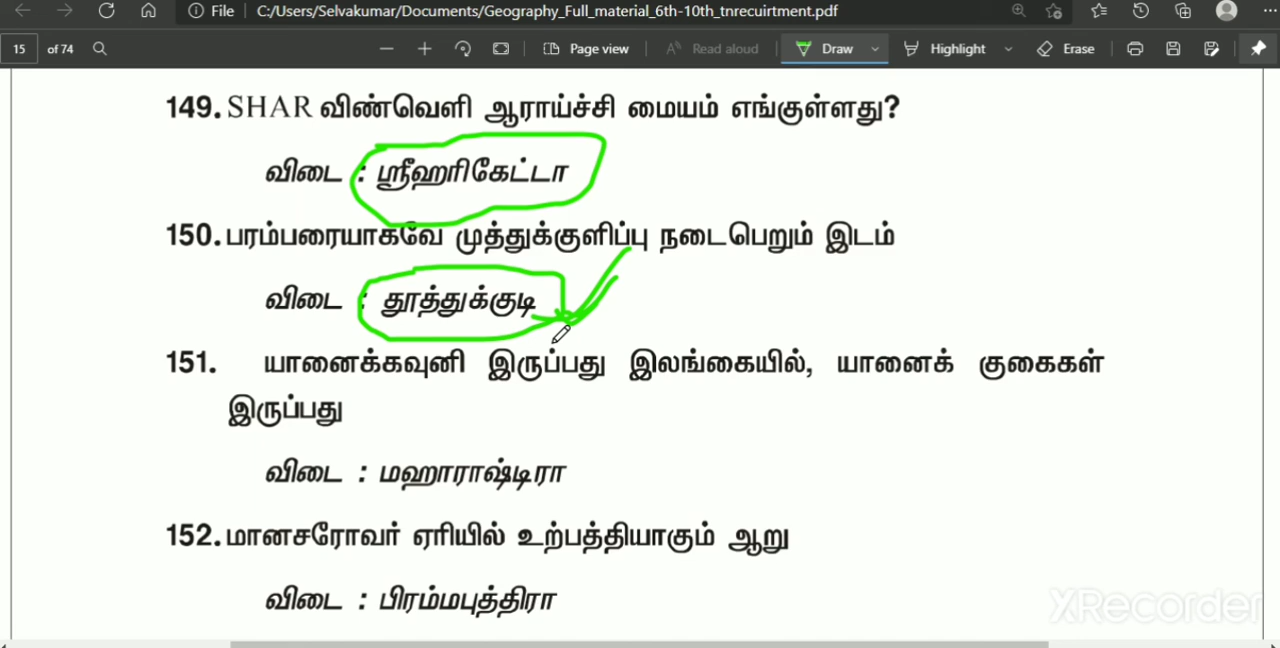 File C:/Users/Selvakumar/Documents/Geography_Full_material_6th-10th_tnrecuirtment.pdf
15 of 74 Page view Read aloud Draw Highlight Erase
149. SHAR விண்வெளி ஆராய்ச்சி மையம் எங்குள்ளது?
விடை : ஸ்ரீஹரிகேட்டா
150. பரம்பரையாகவே முத்துக்குளிப்பு நடைபெறும் இடம்
விடை : தூத்துக்குடி
151. யானைக்கவுனி இருப்பது இலங்கையில், யானைக் குகைகள்
இருப்பது
விடை : மஹாராஷ்டிரா
152. மானசரோவர் ஏரியில் உற்பத்தியாகும் ஆறு
விடை : பிரம்மபுத்திரா
XRecorder